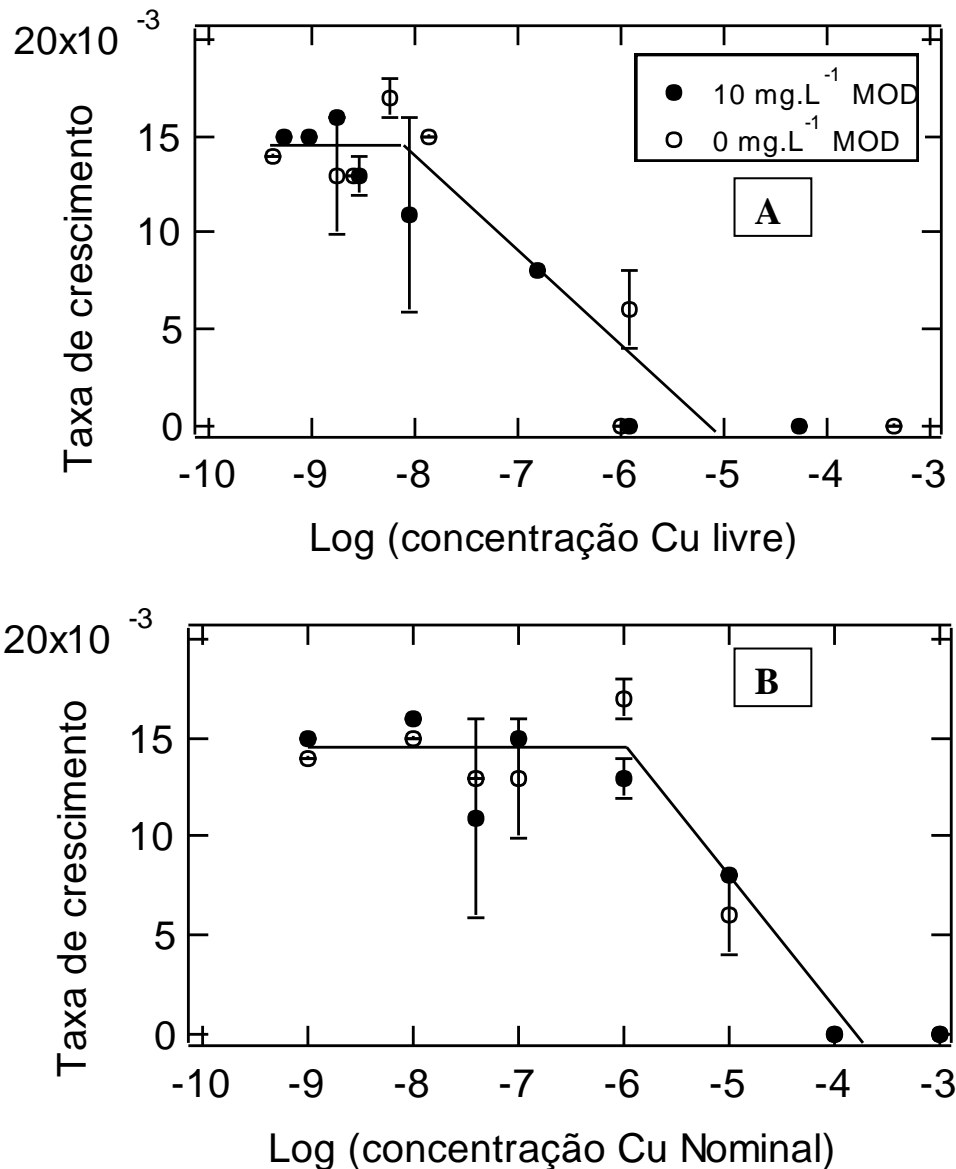 20x10 -3
15
10
5
0
Taxa de crescimento
10 mg.L-1 MOD
0 mg.L-1 MOD
A
-10 -9 -8 -7 -6 -5 -4 -3
Log (concentração Cu livre)
20x10 -3
15
10
5
0
Taxa de crescimento
B
-10 -9 -8 -7 -6 -5 -4 -3
Log (concentração Cu Nominal)